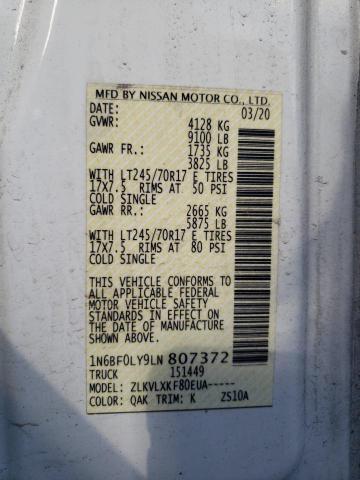 MFD BY NISSAN MOTOR CO., LTD.
DATE: 03/20
GVWR: 4128 KG
9100 LB
GAWR FR.: 1735 KG
3825 LB
WITH LT245/70R17 E TIRES
17X7.5 RIMS AT 50 PSI
COLD SINGLE
GAWR RR.: 2665 KG
5875 LB
WITH LT245/70R17 E TIRES
17X7.5 RIMS AT 80 PSI
COLD SINGLE
THIS VEHICLE CONFORMS TO
ALL APPLICABLE FEDERAL
MOTOR VEHICLE SAFETY
STANDARDS IN EFFECT ON
THE DATE OF MANUFACTURE
SHOWN ABOVE.
1N6BF0LY9LN 807372
TRUCK 151449
MODEL: ZLKVLXKF80EUA-----
COLOR: QAK TRIM: K ZS10A